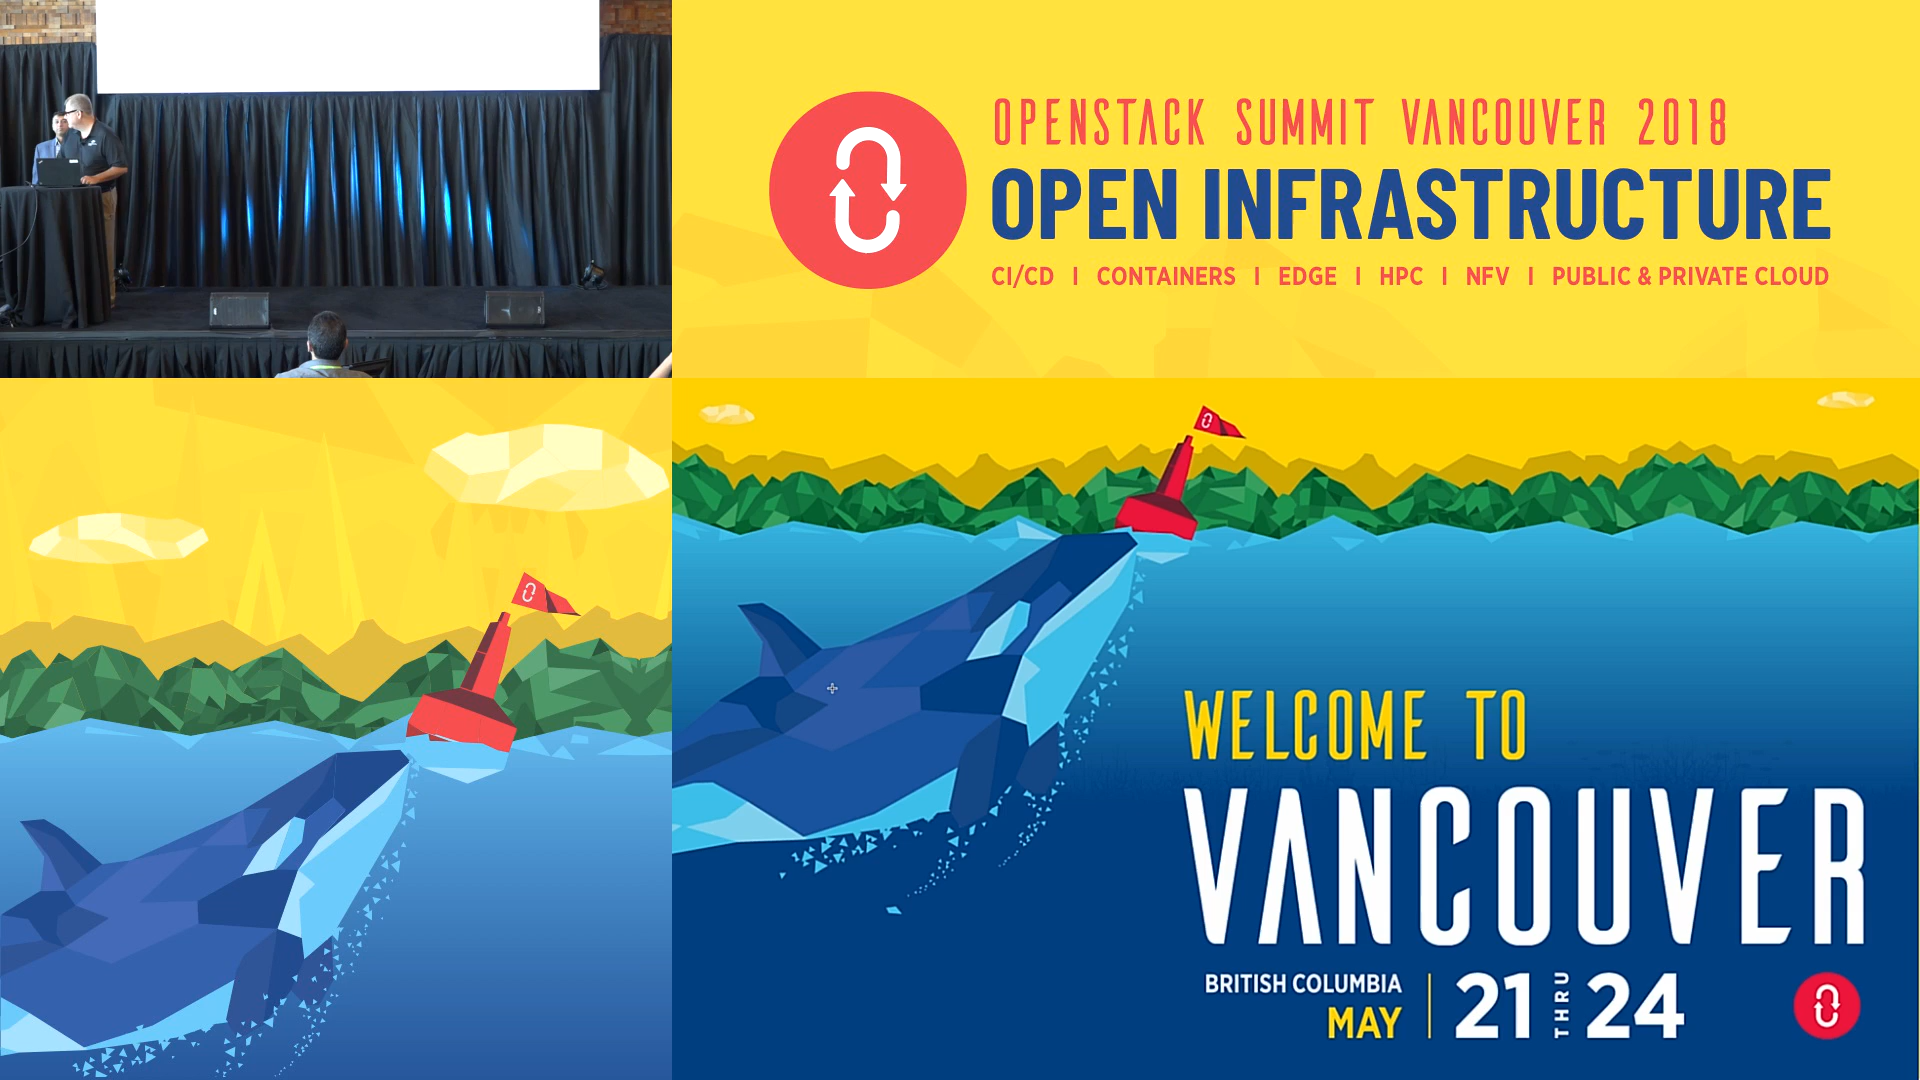 OPENSTACK SUMMIT VANCOUVER 2018
OPEN INFRASTRUCTURE
CI/CD | CONTAINERS | EDGE | HPC | NFV | PUBLIC & PRIVATE CLOUD
WELCOME TO
VANCOUVER
BRITISH COLUMBIA
MAY
21 THRU 24